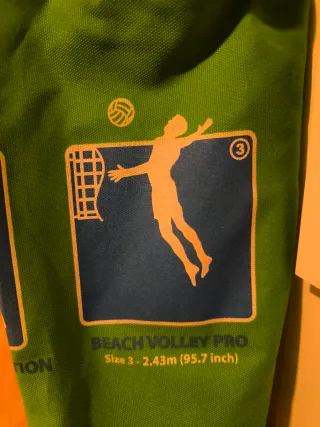 3
BEACH VOLLEY PRO
Size 3 - 2.43m (95.7 inch)
TION